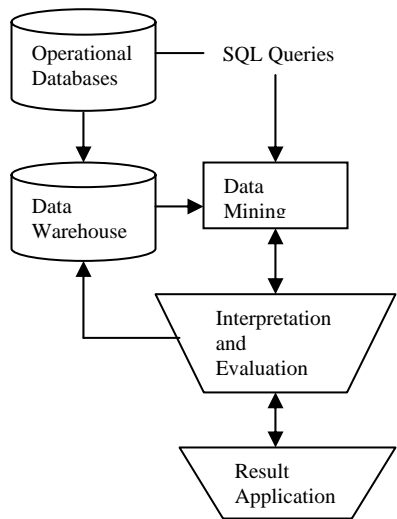 Operational
Databases
SQL Queries
Data
Warehouse
Data
Mining
Interpretation
and
Evaluation
Result
Application